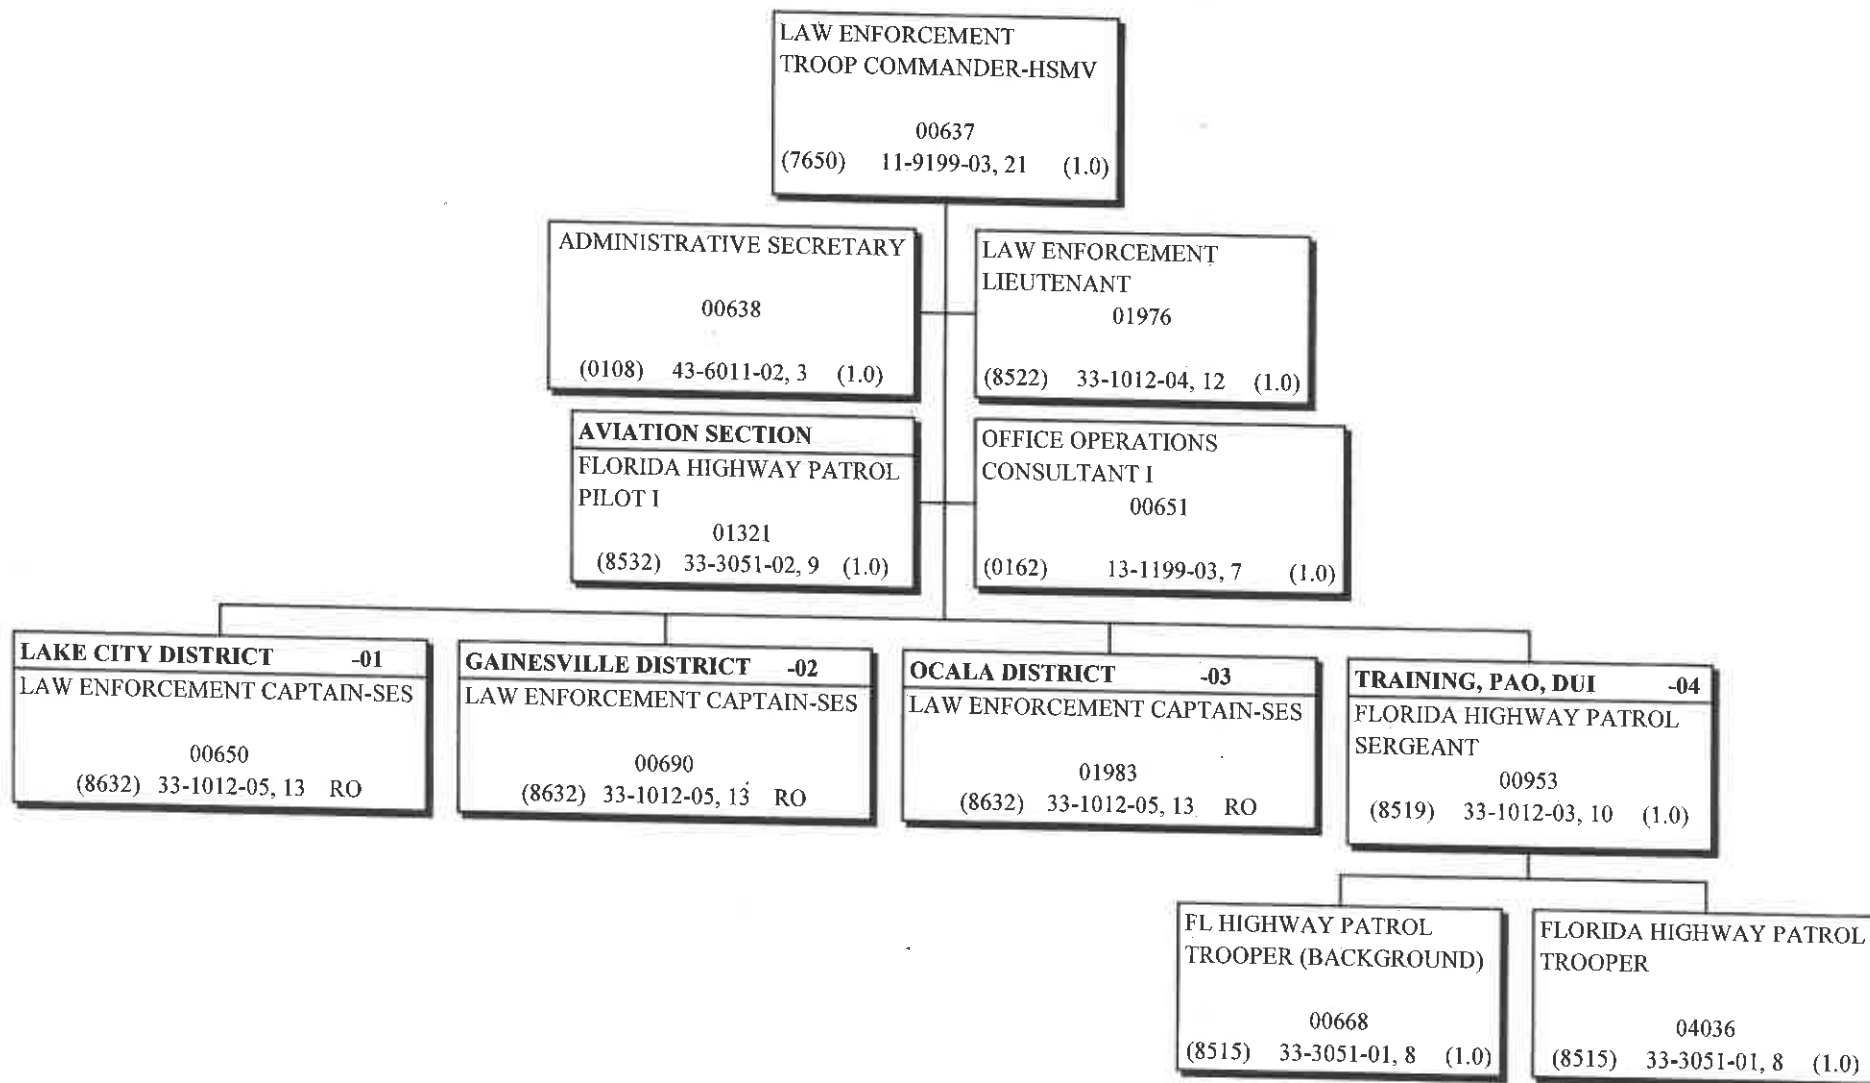 LAW ENFORCEMENT
TROOP COMMANDER-HSMV
00637
(7650) 11-9199-03, 21 (1.0)
ADMINISTRATIVE SECRETARY
00638
(0108) 43-6011-02, 3 (1.0)
LAW ENFORCEMENT
LIEUTENANT
01976
(8522) 33-1012-04, 12 (1.0)
AVIATION SECTION
FLORIDA HIGHWAY PATROL
PILOT I
01321
(8532) 33-3051-02, 9 (1.0)
OFFICE OPERATIONS
CONSULTANT I
00651
(0162) 13-1199-03, 7 (1.0)
LAKE CITY DISTRICT -01
LAW ENFORCEMENT CAPTAIN-SES
00650
(8632) 33-1012-05, 13 RO
GAINESVILLE DISTRICT -02
LAW ENFORCEMENT CAPTAIN-SES
00690
(8632) 33-1012-05, 13 RO
OCALA DISTRICT -03
LAW ENFORCEMENT CAPTAIN-SES
01983
(8632) 33-1012-05, 13 RO
TRAINING, PAO, DUI -04
FLORIDA HIGHWAY PATROL
SERGEANT
00953
(8519) 33-1012-03, 10 (1.0)
FL HIGHWAY PATROL
TROOPER (BACKGROUND)
00668
(8515) 33-3051-01, 8 (1.0)
FLORIDA HIGHWAY PATROL
TROOPER
04036
(8515) 33-3051-01, 8 (1.0)